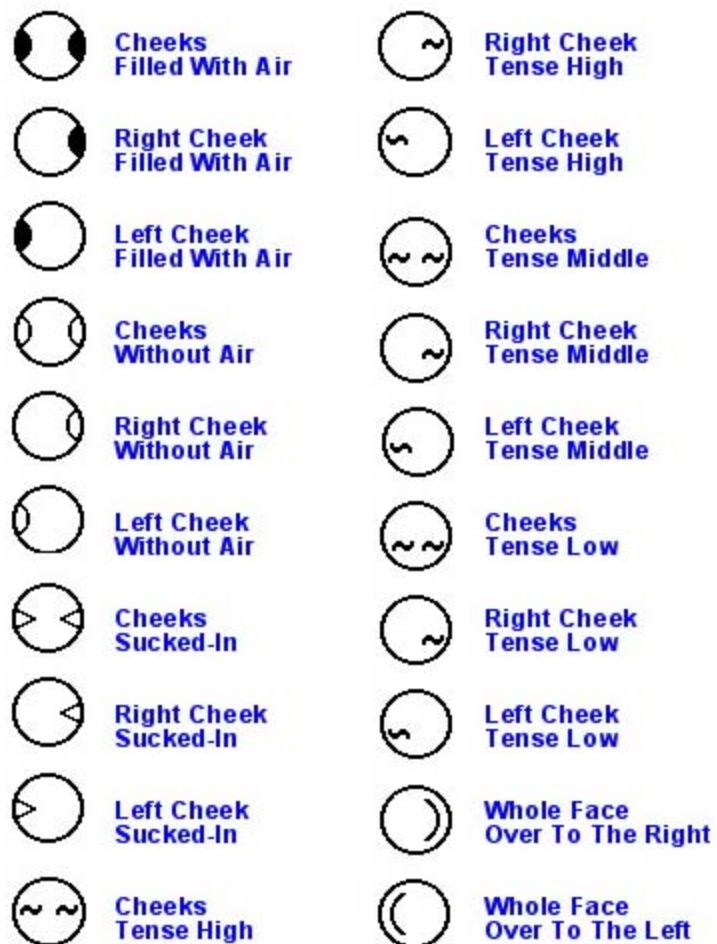 Cheeks
Filled With Air
Right Cheek
Filled With Air
Left Cheek
Filled With Air
Cheeks
Without Air
Right Cheek
Without Air
Left Cheek
Without Air
Cheeks
Sucked-In
Right Cheek
Sucked-In
Left Cheek
Sucked-In
Cheeks
Tense High
Right Cheek
Tense High
Left Cheek
Tense High
Cheeks
Tense Middle
Right Cheek
Tense Middle
Left Cheek
Tense Middle
Cheeks
Tense Low
Right Cheek
Tense Low
Left Cheek
Tense Low
Whole Face
Over To The Right
Whole Face
Over To The Left